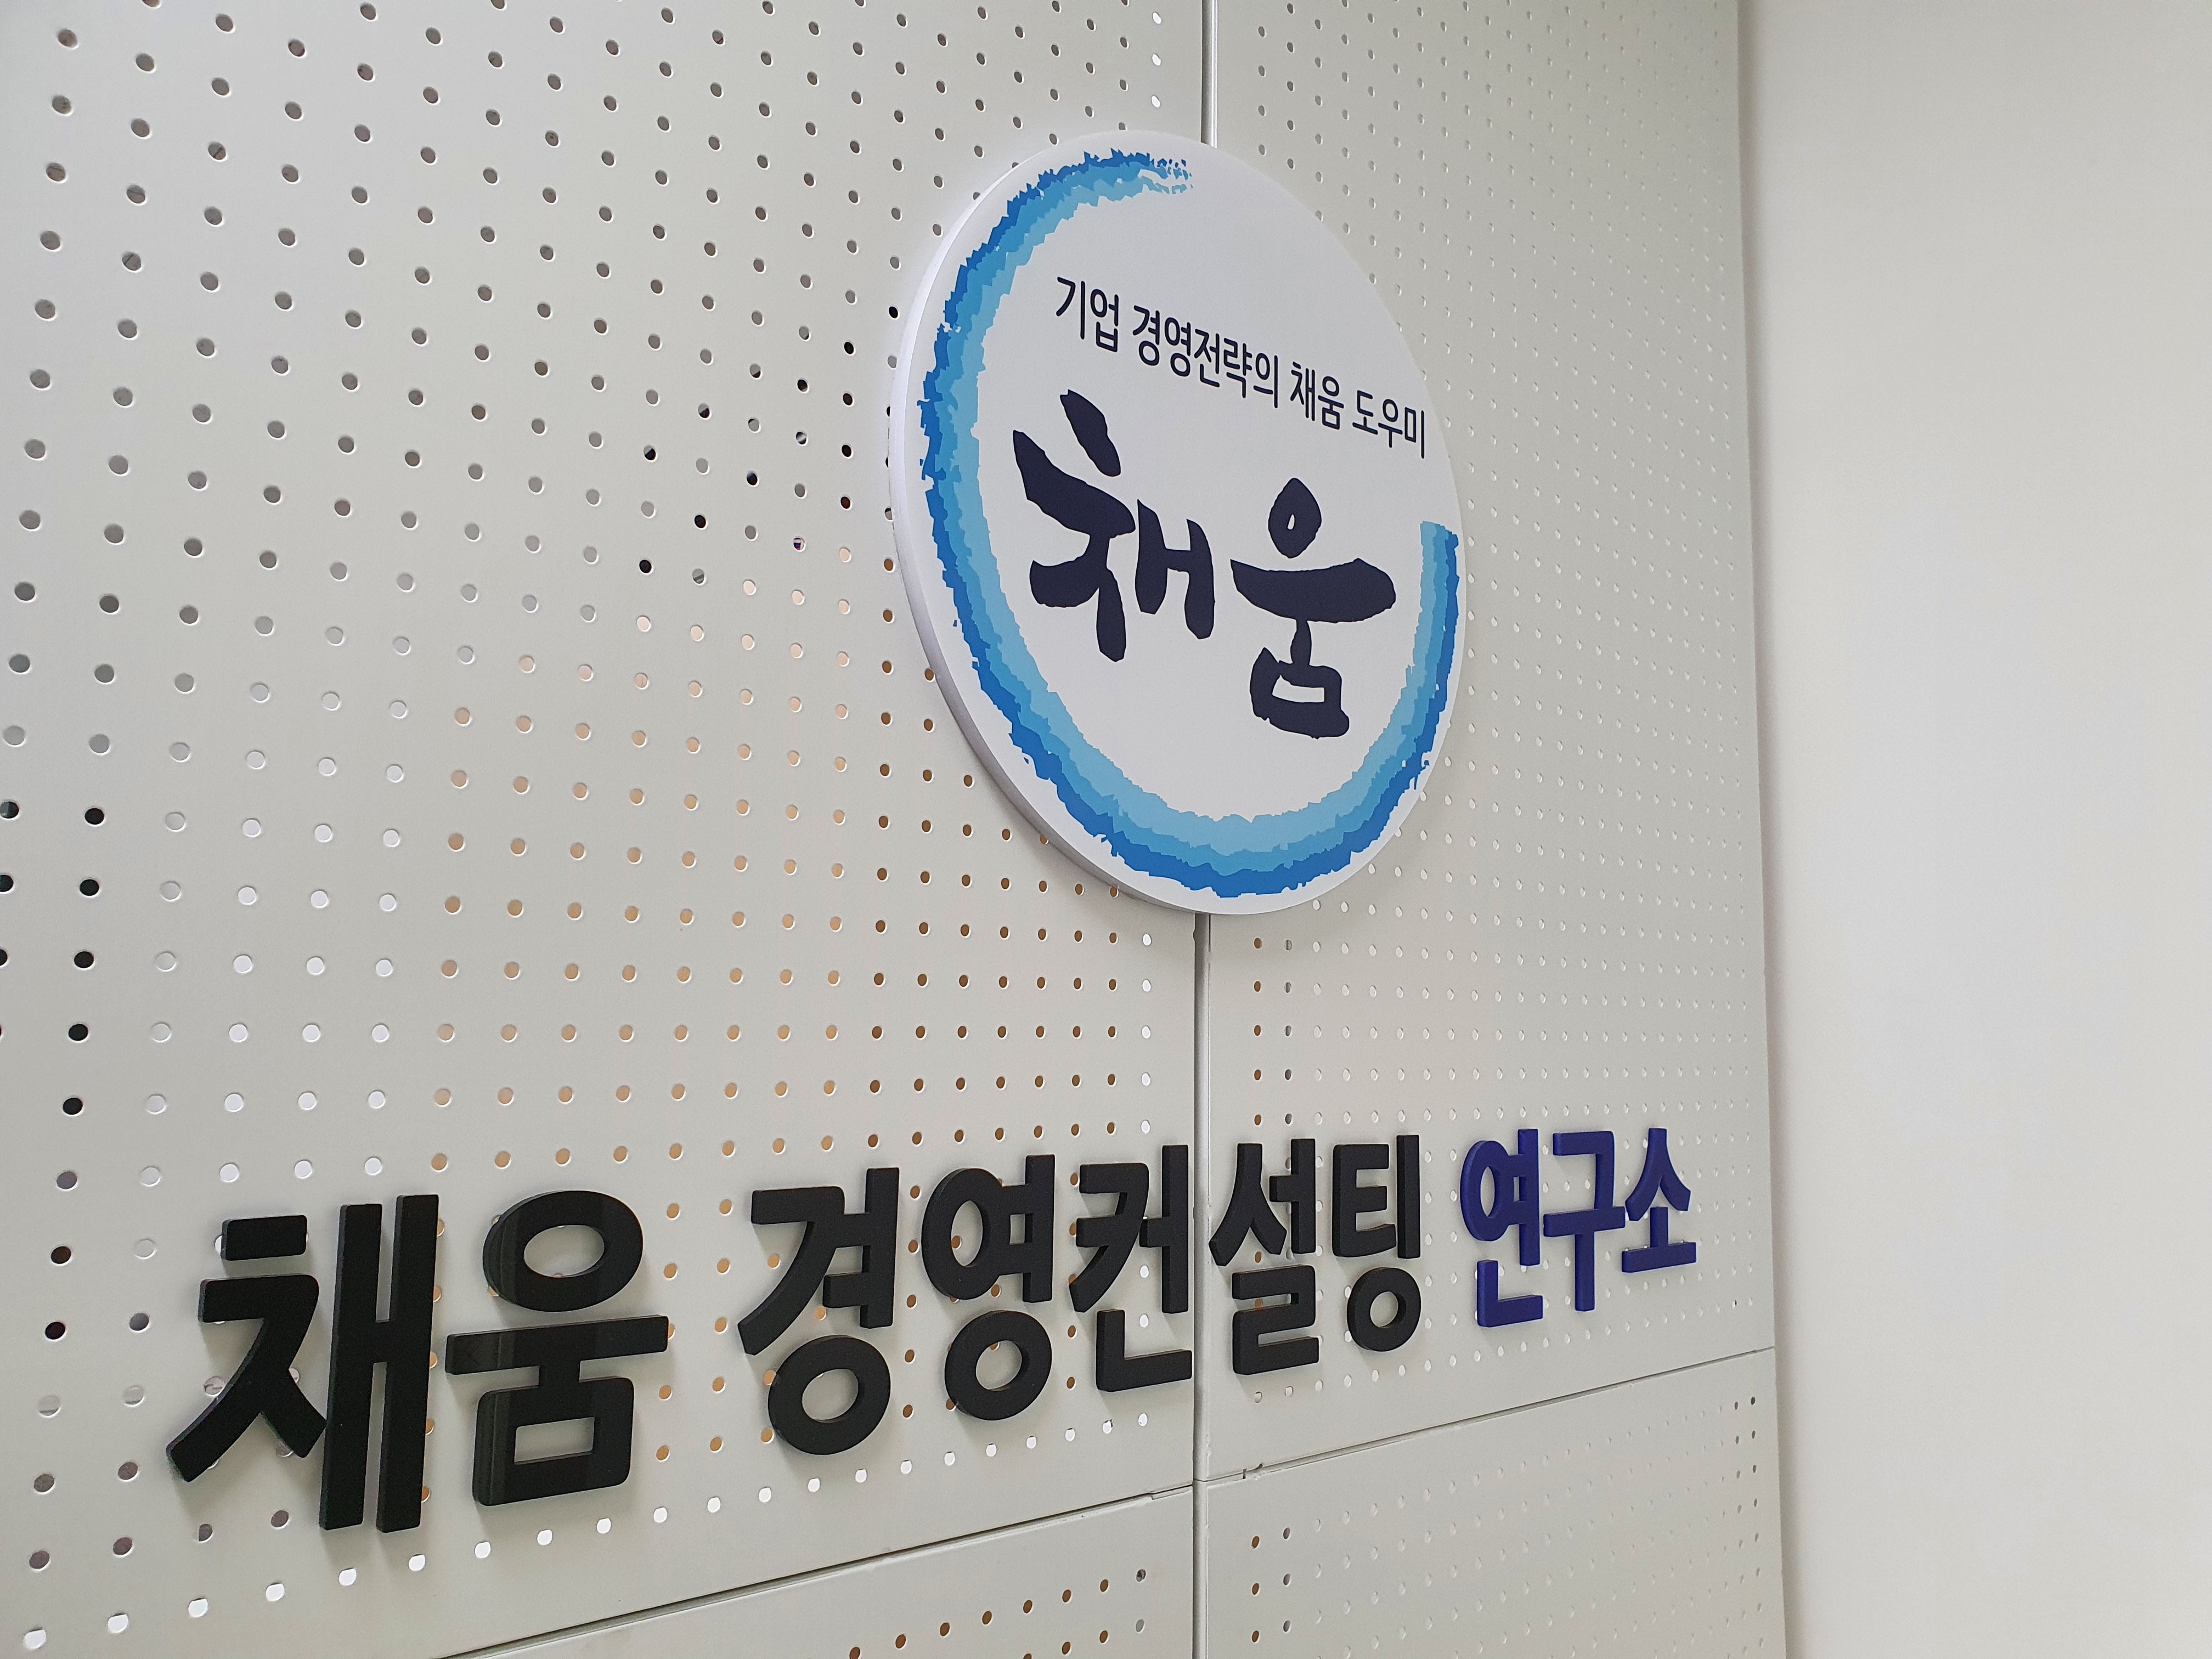 기업 경영전략의 채움 도우미
채움
채움 경영컨설팅 연구소